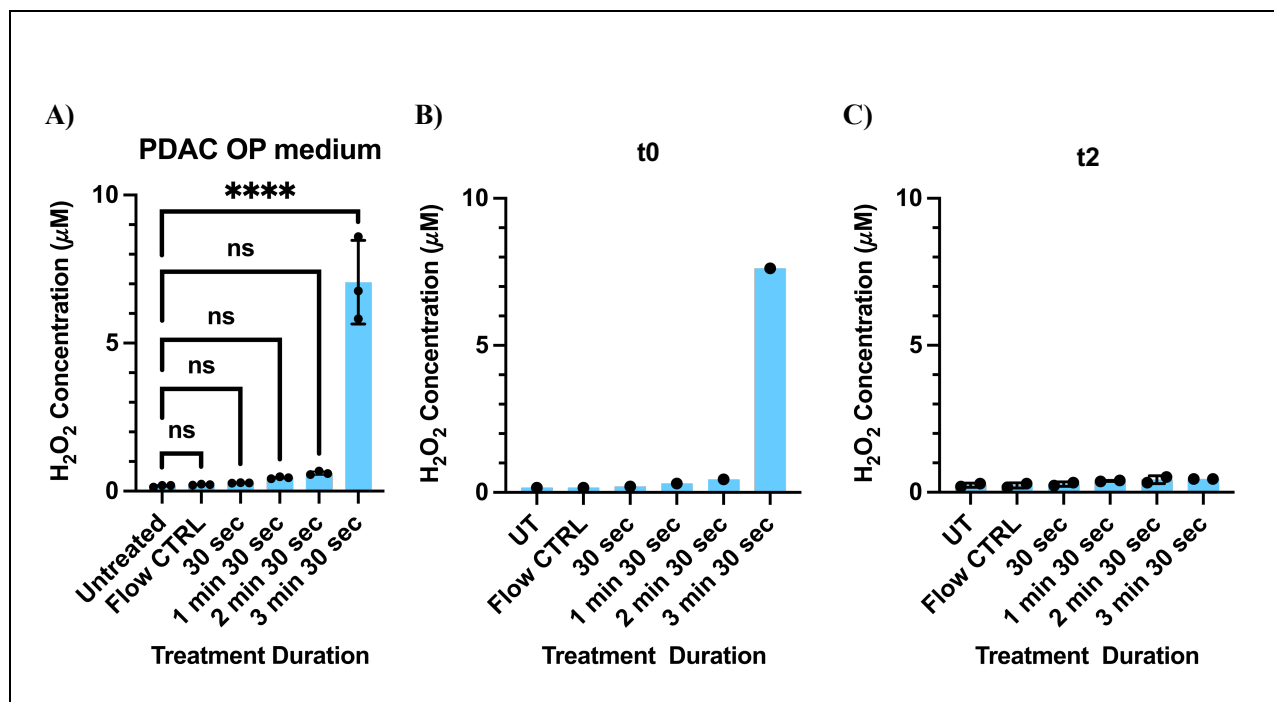 A)
PDAC OP medium
H2O2 Concentration (μM)
10
5
0
****
ns
ns
ns
ns
Untreated
Flow CTRL
30 sec
1 min 30 sec
2 min 30 sec
3 min 30 sec
Treatment Duration
B)
t0
H2O2 Concentration (μM)
10
5
0
UT
Flow CTRL
30 sec
1 min 30 sec
2 min 30 sec
3 min 30 sec
Treatment Duration
C)
t2
H2O2 Concentration (μM)
10
5
0
UT
Flow CTRL
30 sec
1 min 30 sec
2 min 30 sec
3 min 30 sec
Treatment Duration